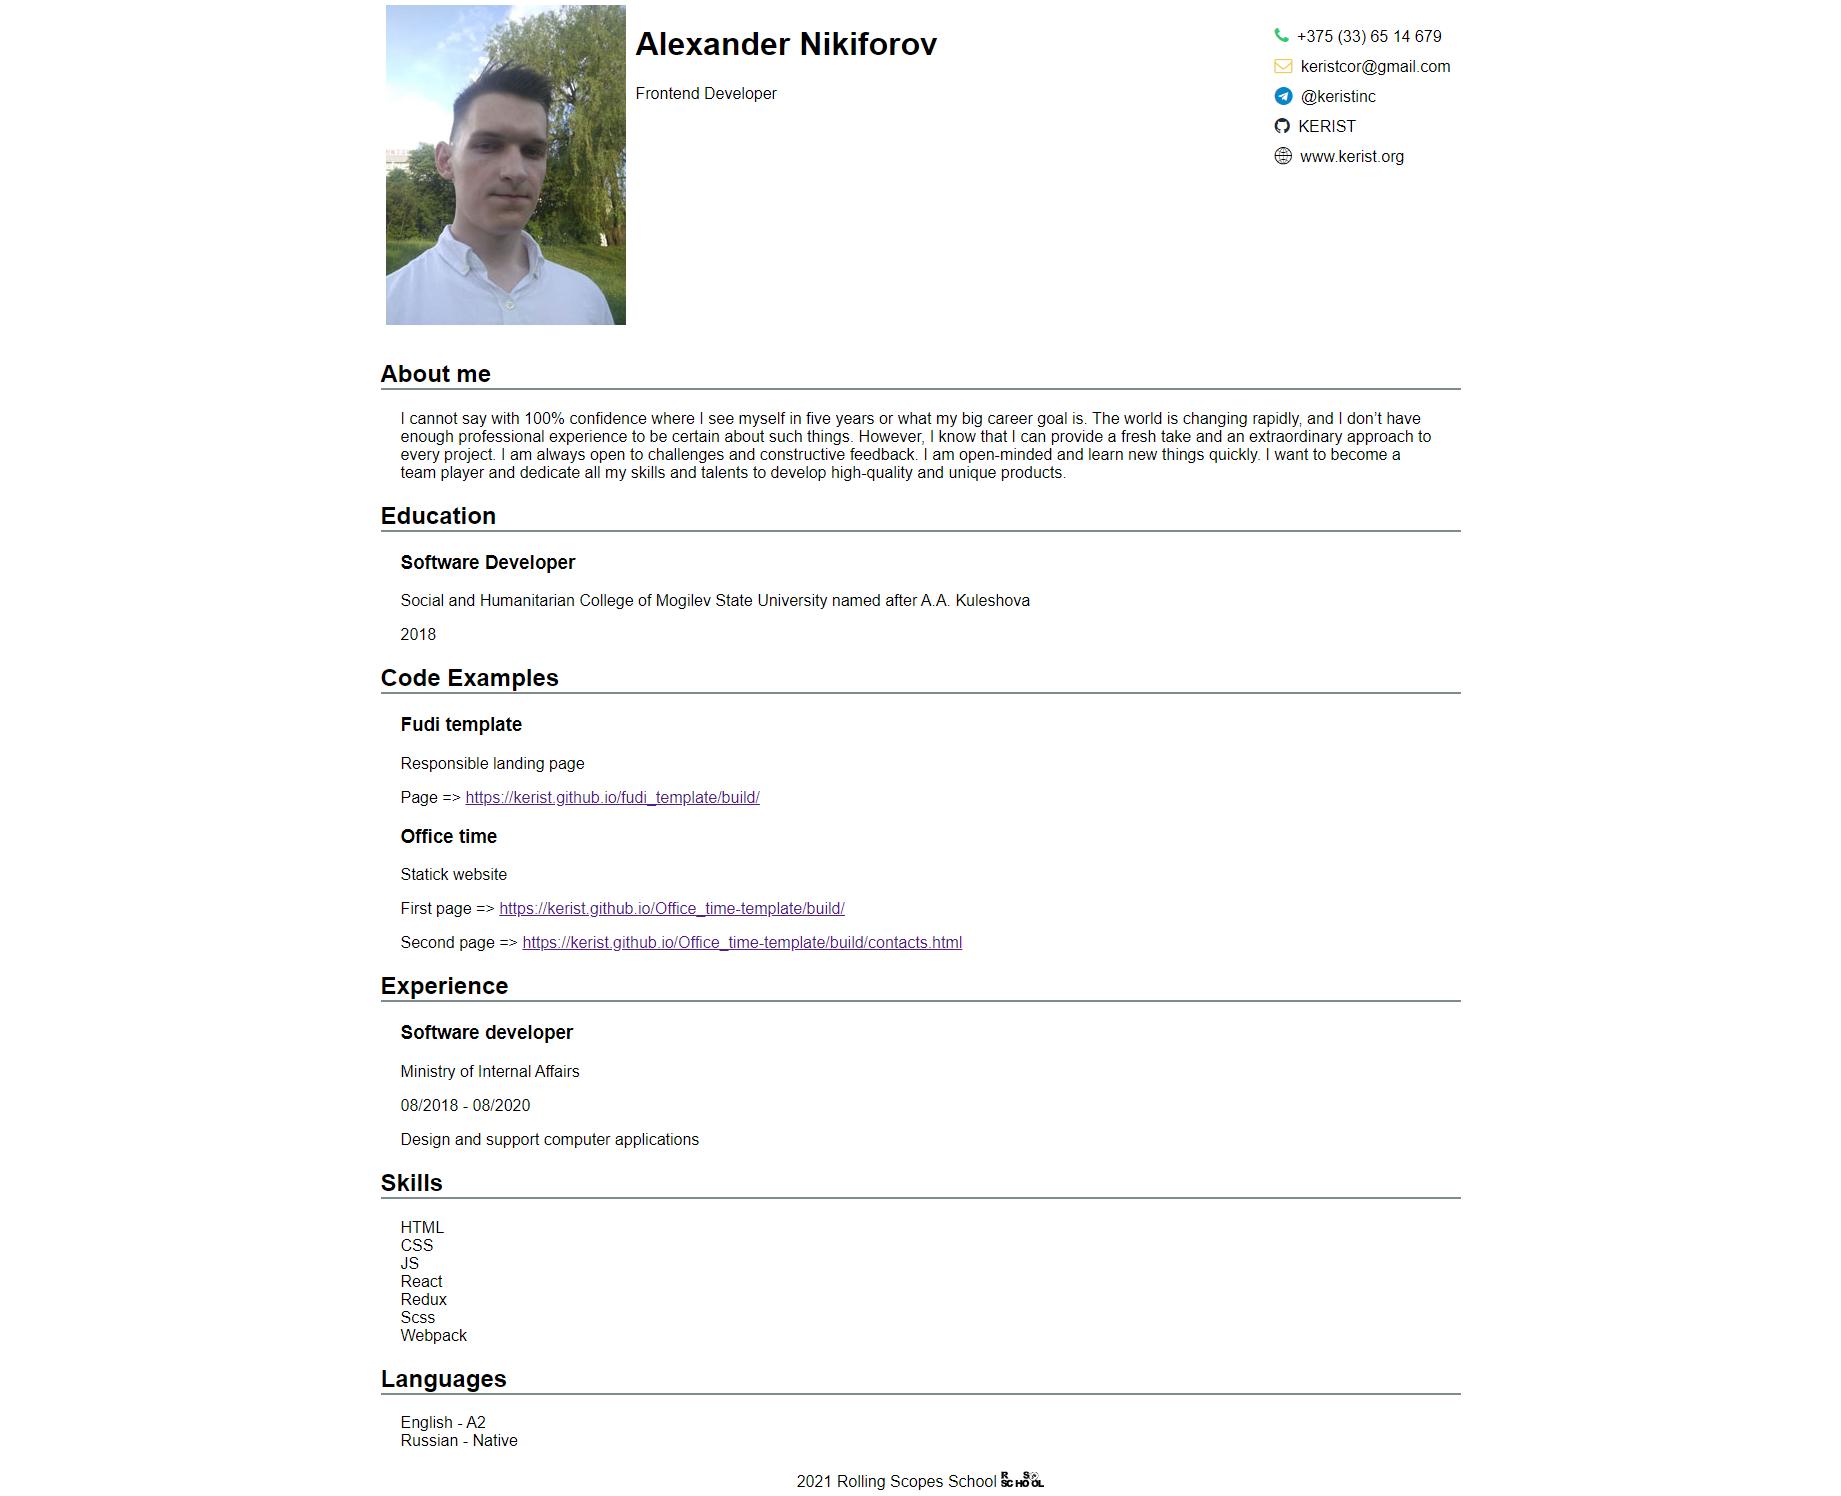 Alexander Nikiforov
Frontend Developer
+375 (33) 65 14 679
keristcor@gmail.com
@keristinc
KERIST
www.kerist.org
About me
I cannot say with 100% confidence where I see myself in five years or what my big career goal is. The world is changing rapidly, and I don’t have
enough professional experience to be certain about such things. However, I know that I can provide a fresh take and an extraordinary approach to
every project. I am always open to challenges and constructive feedback. I am open-minded and learn new things quickly. I want to become a
team player and dedicate all my skills and talents to develop high-quality and unique products.
Education
Software Developer
Social and Humanitarian College of Mogilev State University named after A.A. Kuleshova
2018
Code Examples
Fudi template
Responsible landing page
Page => https://kerist.github.io/fudi_template/build/
Office time
Statick website
First page => https://kerist.github.io/Office_time-template/build/
Second page => https://kerist.github.io/Office_time-template/build/contacts.html
Experience
Software developer
Ministry of Internal Affairs
08/2018 - 08/2020
Design and support computer applications
Skills
HTML
CSS
JS
React
Redux
Scss
Webpack
Languages
English - A2
Russian - Native
2021 Rolling Scopes School RS SCHOOL